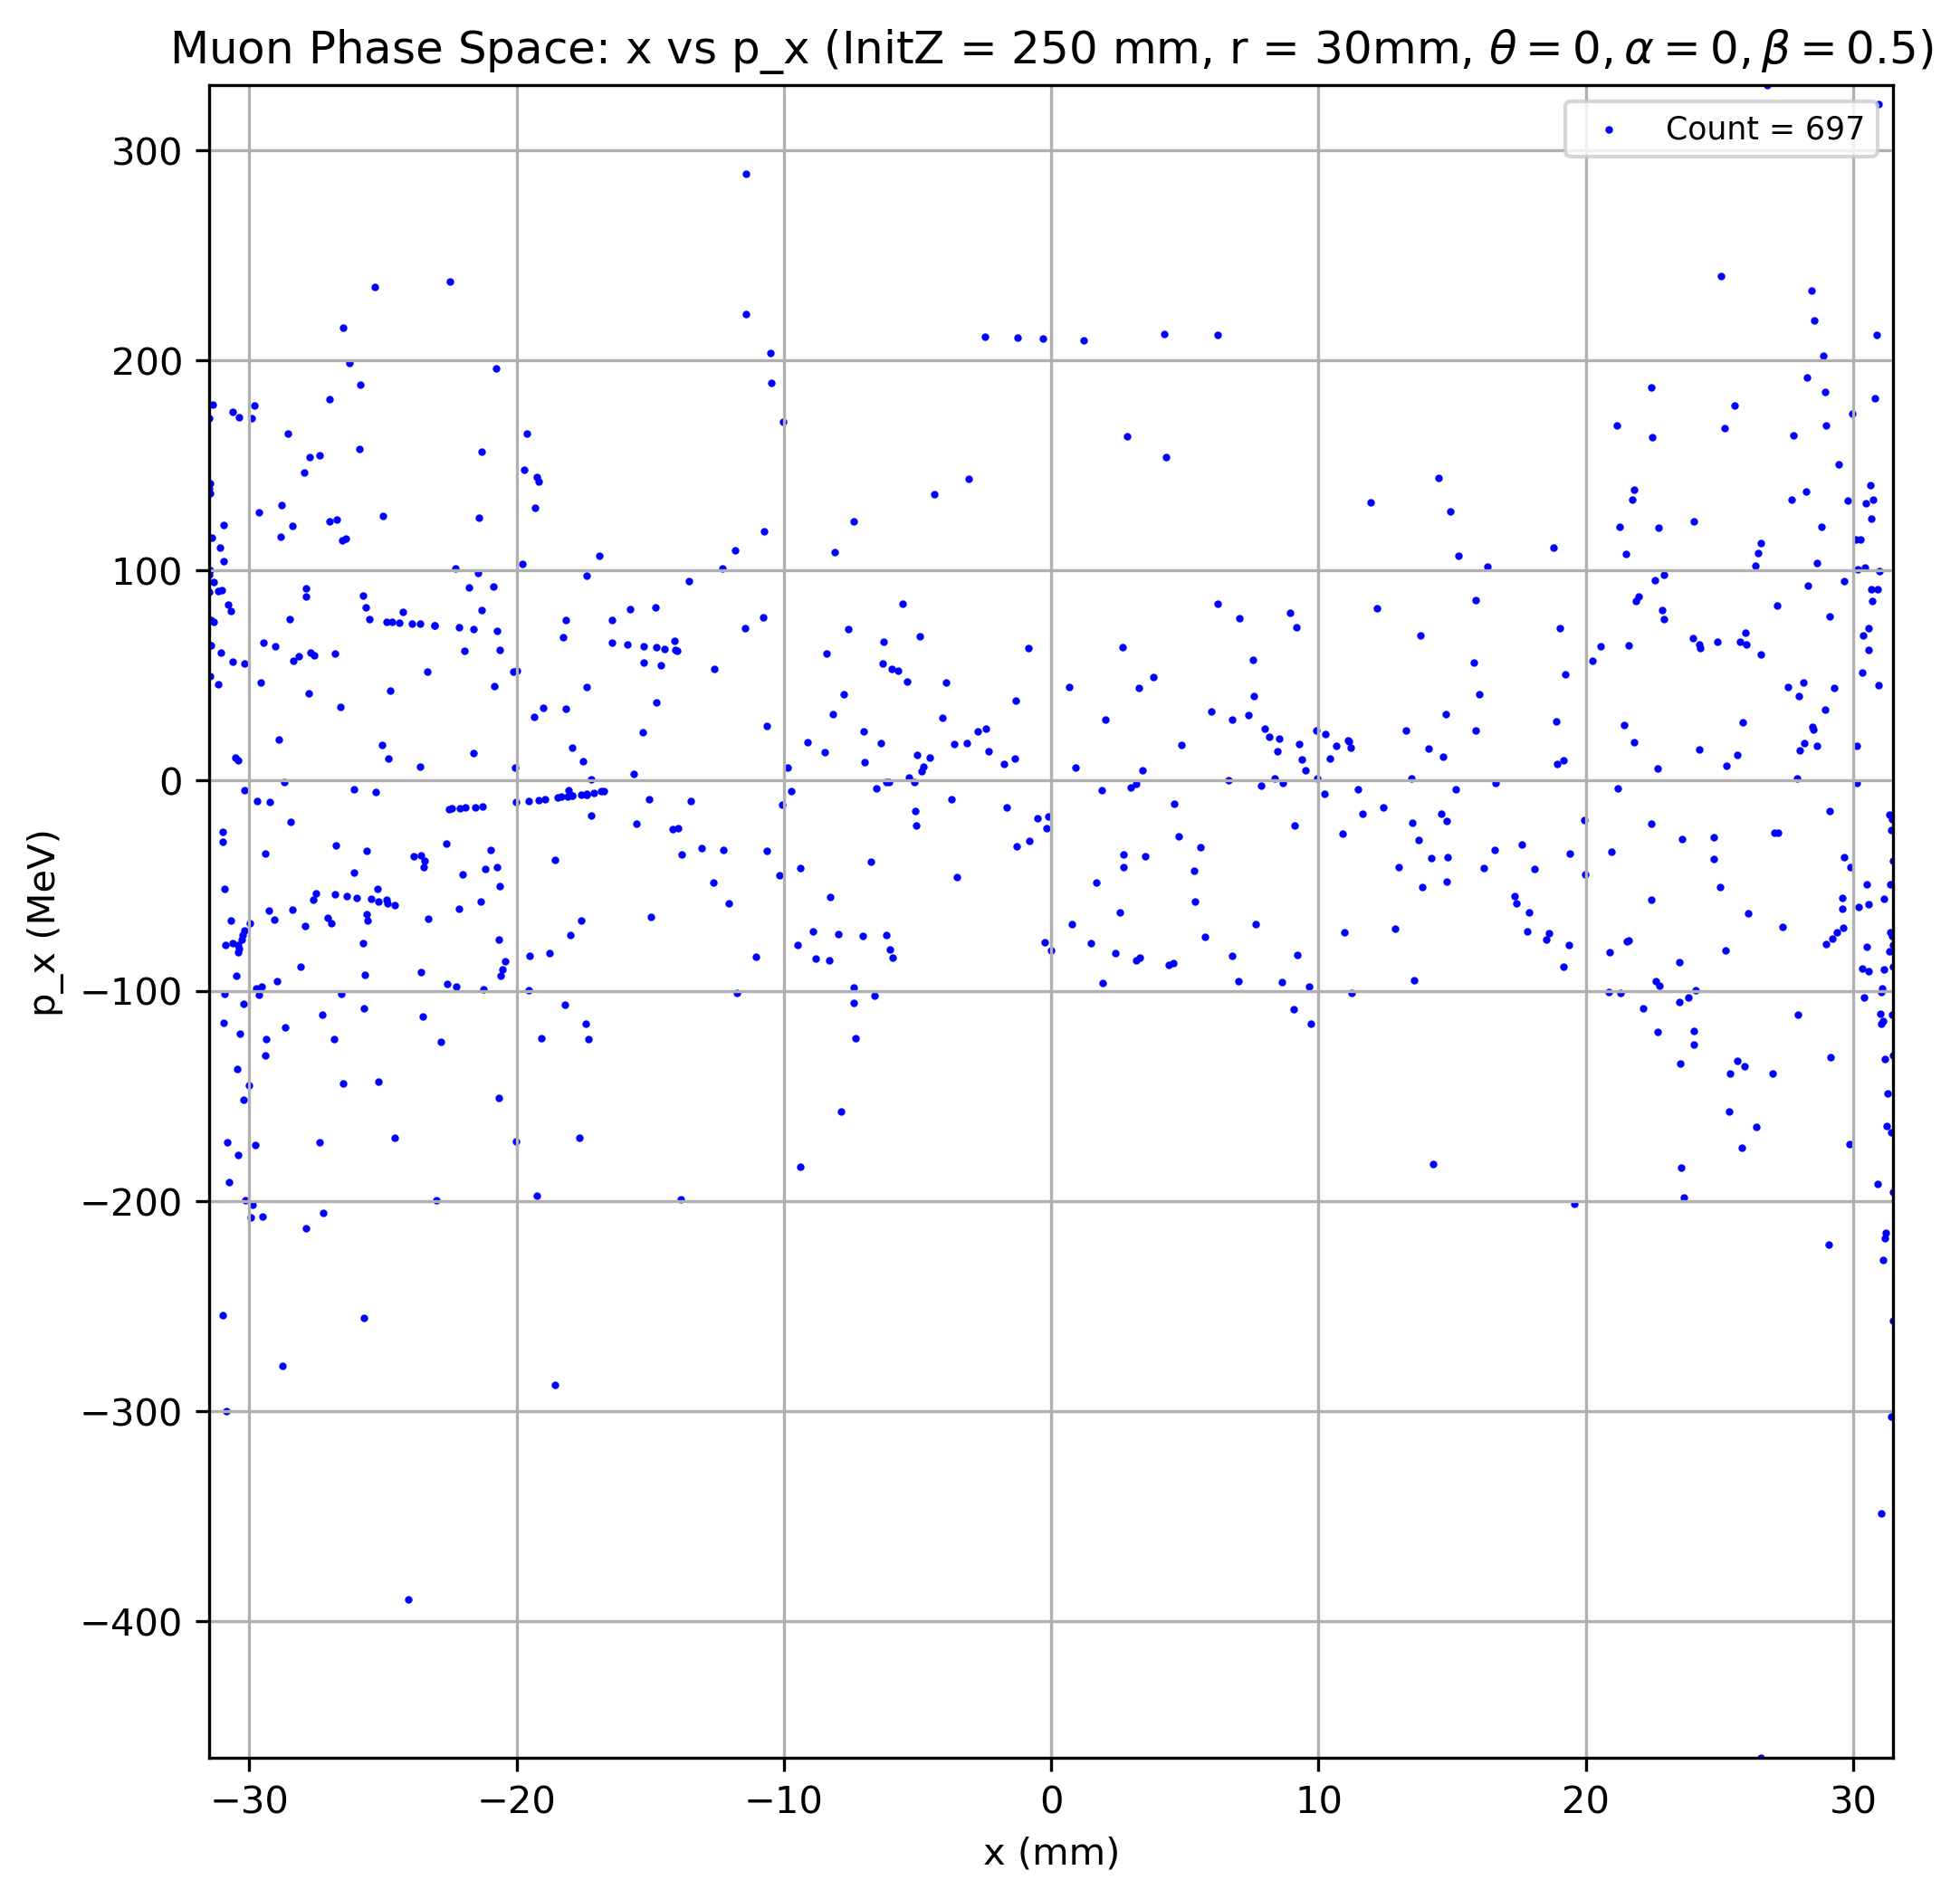 Muon Phase Space: x vs p_x (InitZ = 250 mm, r = 30mm, θ = 0, α = 0, β = 0.5)
Count = 697
300
200
100
0
−100
−200
−300
−400
p_x (MeV)
−30 −20 −10 0 10 20 30
x (mm)